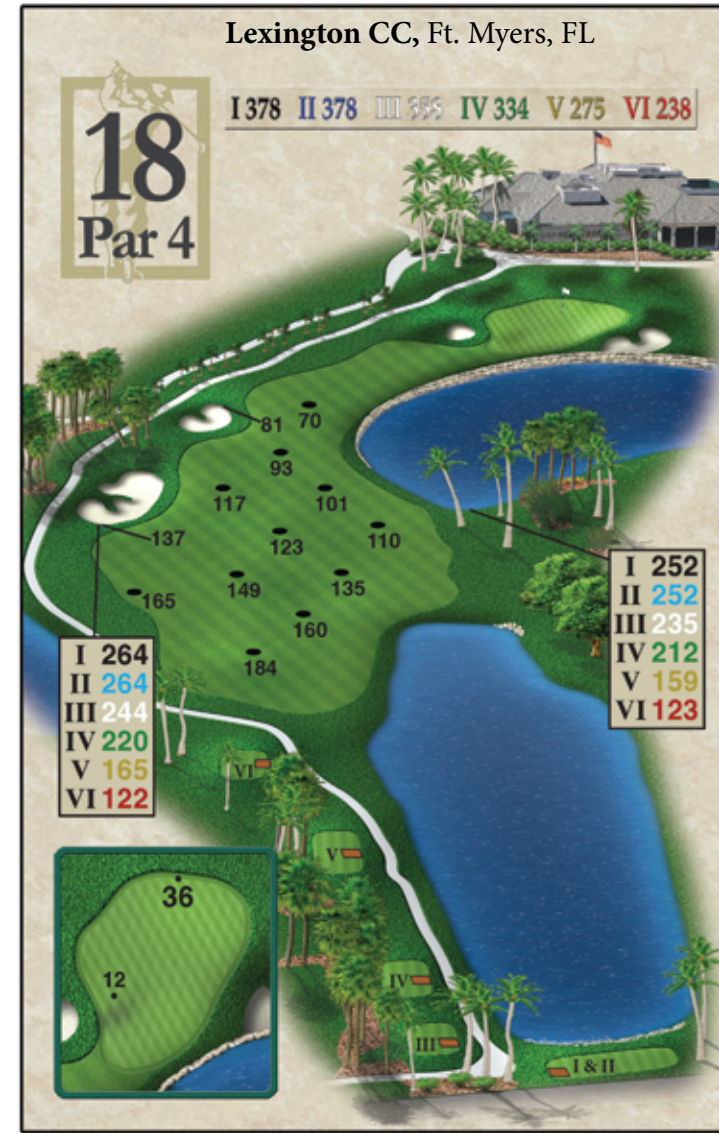 Lexington CC, Ft. Myers, FL
18
Par 4
I 378 II 378 III 356 IV 334 V 275 VI 238
81
70
93
117
101
137
123
110
165
149
135
160
184
I 252
II 252
III 235
IV 212
V 159
VI 123
I 264
II 264
III 244
IV 220
V 165
VI 122
VI
V
IV
III
I & II
36
12